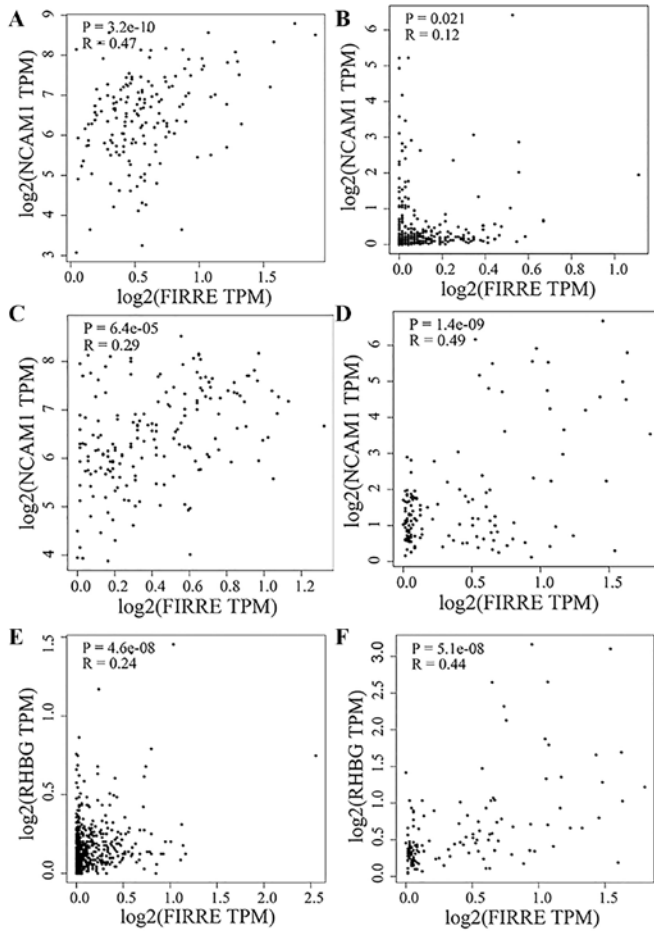 A
P = 3.2e-10
R = 0.47
log2(NCAM1 TPM)
3 4 5 6 7 8 9
0.0 0.5 1.0 1.5
log2(FIRRE TPM)
B
P = 0.021
R = 0.12
log2(NCAM1 TPM)
0 1 2 3 4 5 6
0.0 0.2 0.4 0.6 0.8 1.0
log2(FIRRE TPM)
C
P = 6.4e-05
R = 0.29
log2(NCAM1 TPM)
4 5 6 7 8
0.0 0.2 0.4 0.6 0.8 1.0 1.2
log2(FIRRE TPM)
D
P = 1.4e-09
R = 0.49
log2(NCAM1 TPM)
0 1 2 3 4 5 6
0.0 0.5 1.0 1.5
log2(FIRRE TPM)
E
P = 4.6e-08
R = 0.24
log2(RHBG TPM)
0.0 0.5 1.0 1.5
0.0 0.5 1.0 1.5 2.0 2.5
log2(FIRRE TPM)
F
P = 5.1e-08
R = 0.44
log2(RHBG TPM)
0.0 0.5 1.0 1.5 2.0 2.5 3.0
0.0 0.5 1.0 1.5
log2(FIRRE TPM)